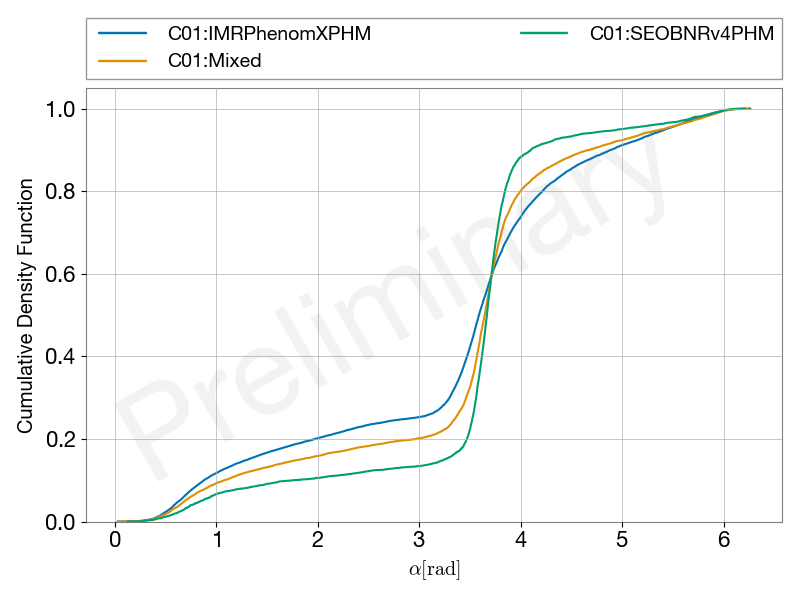 C01:IMRPhenomXPHM
C01:Mixed
C01:SEOBNRv4PHM
1.0
0.8
0.6
0.4
0.2
0.0
Cumulative Density Function
Preliminary
0 1 2 3 4 5 6
α[rad]